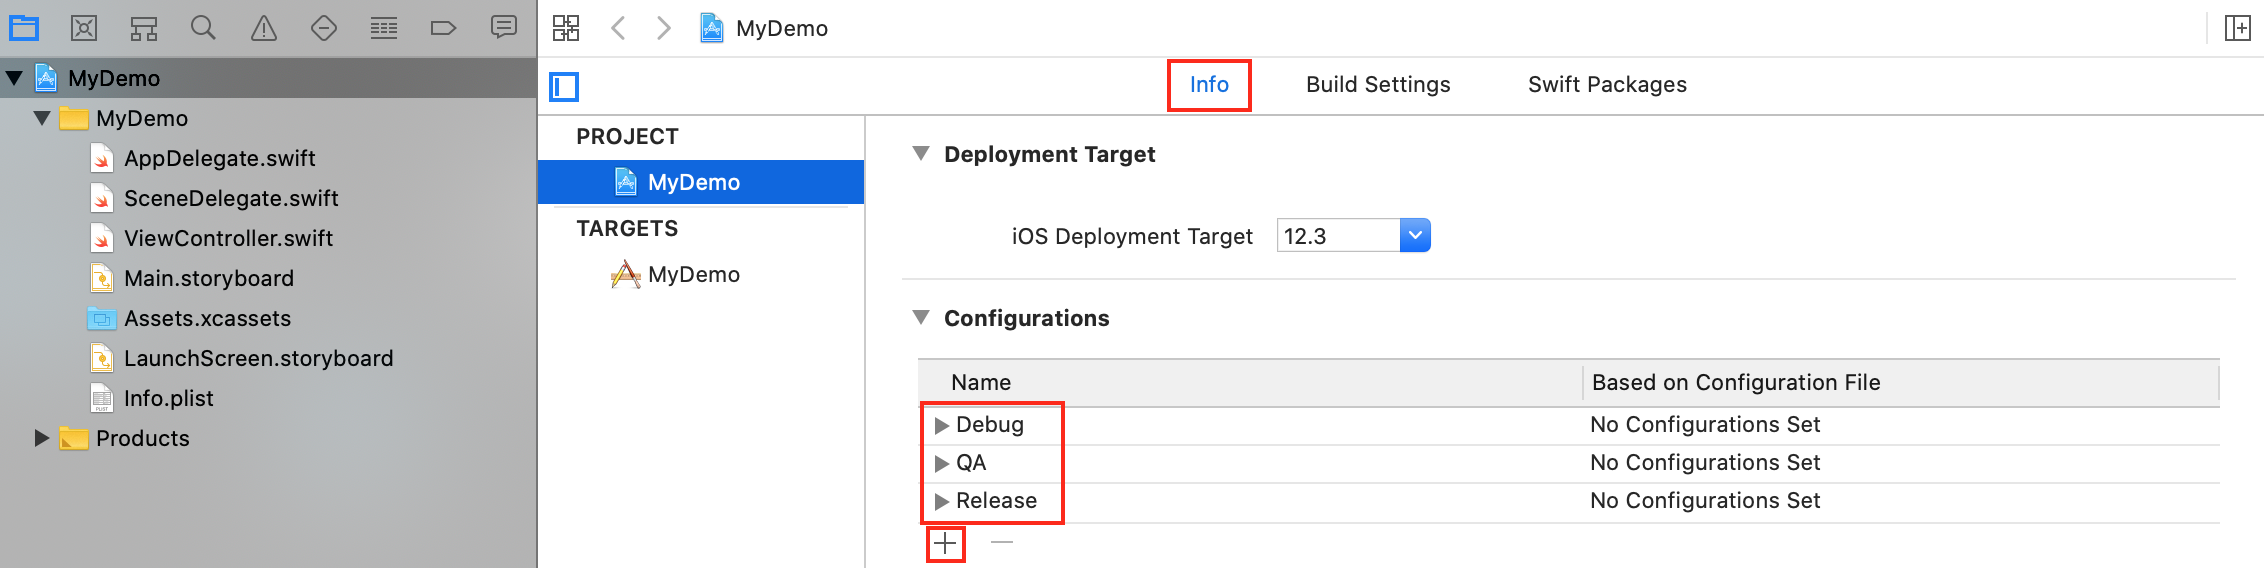 MyDemo
MyDemo
AppDelegate.swift
SceneDelegate.swift
ViewController.swift
Main.storyboard
Assets.xcassets
LaunchScreen.storyboard
Info.plist
Products
MyDemo
Info Build Settings Swift Packages
PROJECT
MyDemo
TARGETS
MyDemo
Deployment Target
iOS Deployment Target 12.3
Configurations
Name Based on Configuration File
Debug No Configurations Set
QA No Configurations Set
Release No Configurations Set